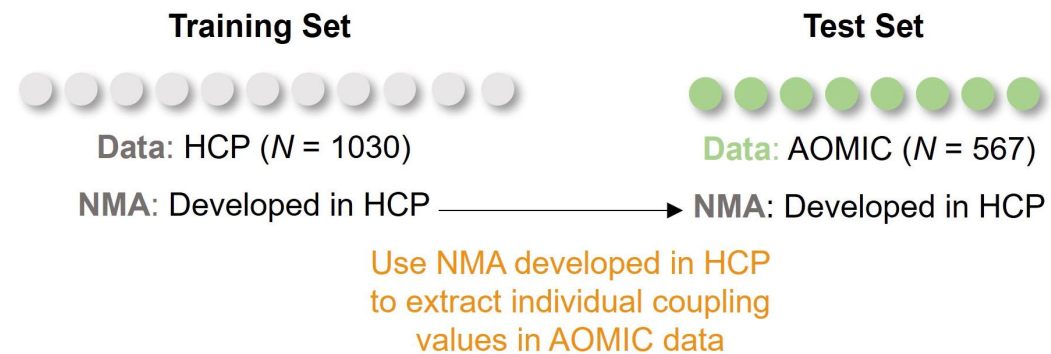 Training Set
Test Set
Data: HCP (N = 1030)
Data: AOMIC (N = 567)
NMA: Developed in HCP
NMA: Developed in HCP
Use NMA developed in HCP
to extract individual coupling
values in AOMIC data